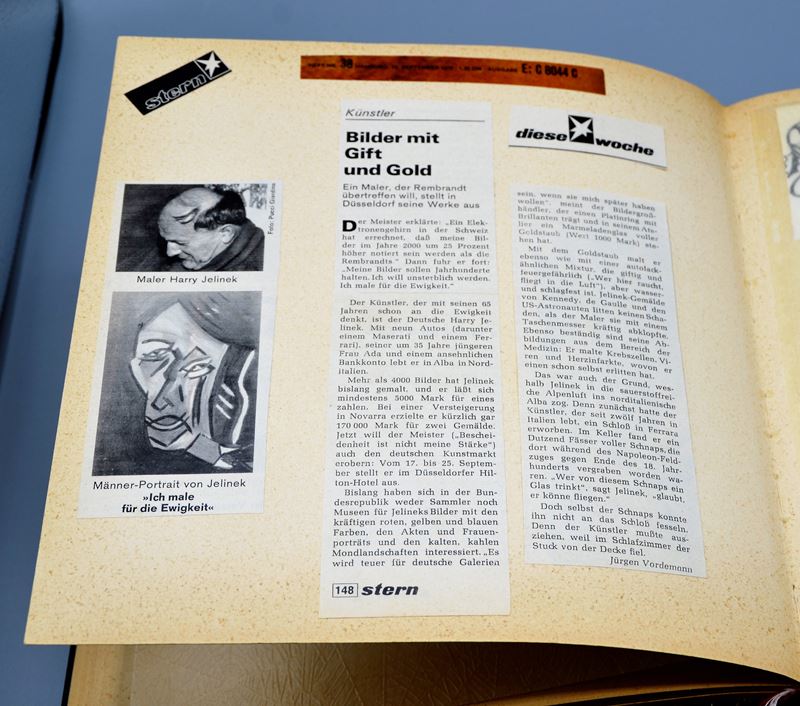 stern
38
E: C 8044 C
Foto: Pucci Giardina
Maler Harry Jelinek
Männer-Portrait von Jelinek
»Ich male
für die Ewigkeit«
Künstler
Bilder mit
Gift
und Gold
Ein Maler, der Rembrandt
übertreffen will, stellt in
Düsseldorf seine Werke aus
Der Meister erklärte: „Ein Elek-
tronengehirn in der Schweiz
hat errechnet, daß meine Bil-
der im Jahre 2000 um 25 Prozent
höher notiert sein werden als die
Rembrandts." Dann fuhr er fort:
„Meine Bilder sollen Jahrhunderte
halten. Ich will unsterblich werden.
Ich male für die Ewigkeit."
Der Künstler, der mit seinen 65
Jahren schon an die Ewigkeit
denkt, ist der Deutsche Harry Je-
linek. Mit neun Autos (darunter
einem Maserati und einem Fer-
rari), seiner um 35 Jahre jüngeren
Frau Ada und einem ansehnlichen
Bankkonto lebt er in Alba in Nord-
italien.
Mehr als 4000 Bilder hat Jelinek
bislang gemalt, und er läßt sich
mindestens 5000 Mark für eines
zahlen. Bei einer Versteigerung
in Novarra erzielte er kürzlich gar
170 000 Mark für zwei Gemälde.
Jetzt will der Meister („Beschei-
denheit ist nicht meine Stärke")
auch den deutschen Kunstmarkt
erobern: Vom 17. bis 25. Septem-
ber stellt er im Düsseldorfer Hil-
ton-Hotel aus.
Bislang haben sich in der Bun-
desrepublik weder Sammler noch
Museen für Jelineks Bilder mit den
kräftigen roten, gelben und blauen
Farben, den Akten und Frauen-
porträts und den kalten, kahlen
Mondlandschaften interessiert. „Es
wird teuer für deutsche Galerien
148 stern
diese woche
sein, wenn sie mich später haben
wollen", meint der Bildergroß-
händler, der einen Platinring mit
Brillanten trägt und in seinem Ate-
lier ein Marmeladenglas voller
Goldstaub (Wert 1000 Mark) ste-
hen hat.
Mit dem Goldstaub malt er
ebenso wie mit einer autolack-
ähnlichen Mixtur, die giftig und
feuergefährlich („Wer hier raucht,
fliegt in die Luft"), aber wasser-
und schlagfest ist. Jelinek-Gemälde
von Kennedy, de Gaulle und den
US-Astronauten litten keinen Scha-
den, als der Maler sie mit einem
Taschenmesser kräftig abklopfte.
Ebenso beständig sind seine Ab-
bildungen aus dem Bereich der
Medizin: Er malte Krebszellen, Vi-
ren und Herzinfarkte, wovon er
einen schon selbst erlitten hat.
Das war auch der Grund, wes-
halb Jelinek in die sauerstoffrei-
che Alpenluft ins norditalienische
Alba zog. Denn zunächst hatte der
Künstler, der seit zwölf Jahren in
Italien lebt, ein Schloß in Ferrara
erworben. Im Keller fand er ein
Dutzend Fässer voller Schnaps, die
dort während des Napoleon-Feld-
zuges gegen Ende des 18. Jahr-
hunderts vergraben worden wa-
ren. „Wer von diesem Schnaps ein
Glas trinkt", sagt Jelinek, „glaubt,
er könne fliegen."
Doch selbst der Schnaps konnte
ihn nicht an das Schloß fesseln.
Denn der Künstler mußte aus-
ziehen, weil im Schlafzimmer der
Stuck von der Decke fiel.
Jürgen Vordemann